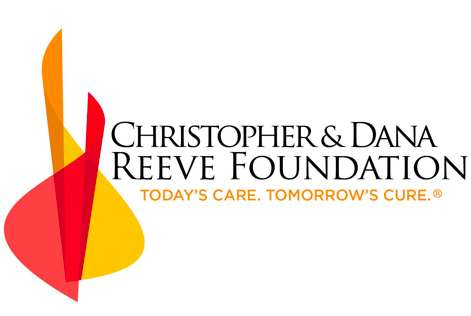 CHRISTOPHER & DANA
REEVE FOUNDATION
TODAY'S CARE. TOMORROW'S CURE.®